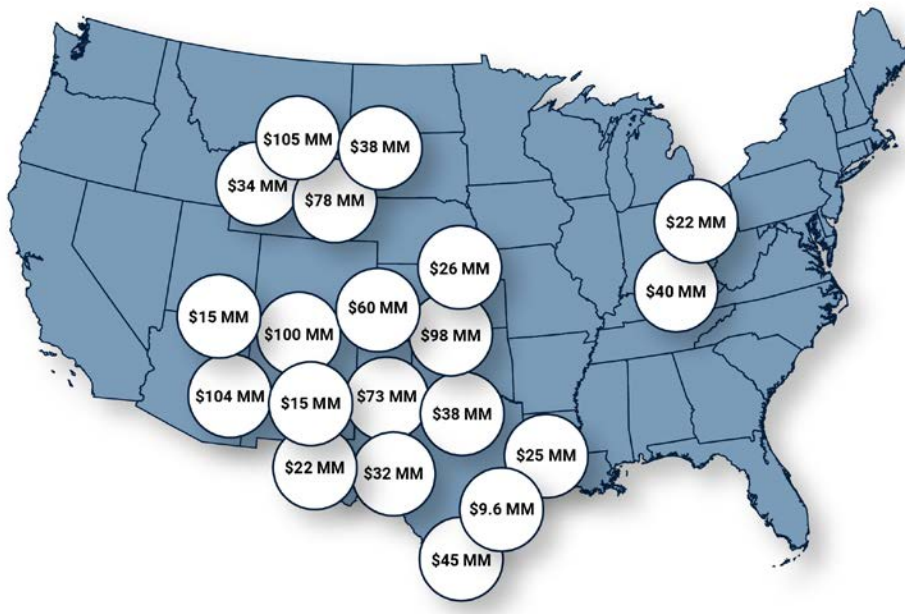 $105 MM
$38 MM
$34 MM
$78 MM
$22 MM
$26 MM
$40 MM
$60 MM
$15 MM
$100 MM
$98 MM
$104 MM
$15 MM
$73 MM
$38 MM
$25 MM
$22 MM
$32 MM
$9.6 MM
$45 MM